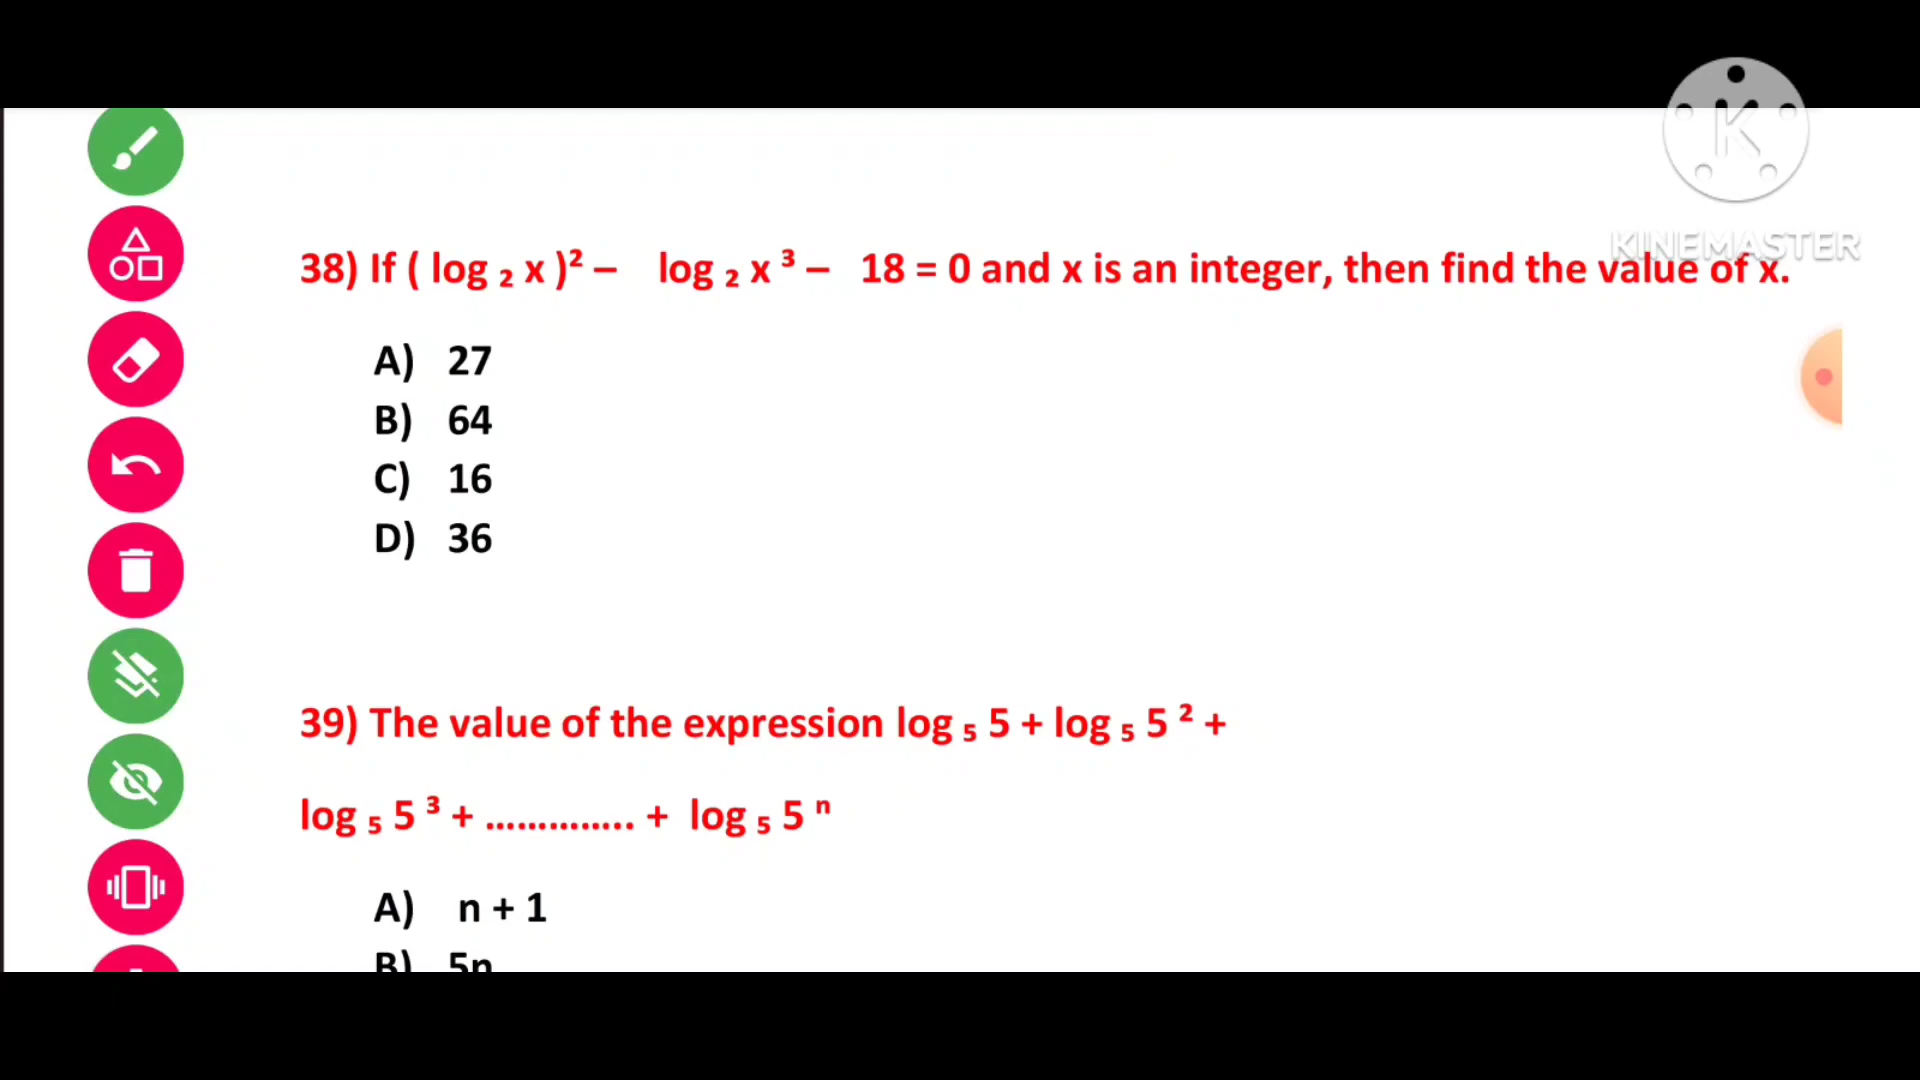 K
KINEMASTER
38) If ( log ₂ x )² – log ₂ x ³ – 18 = 0 and x is an integer, then find the value of x.
A) 27
B) 64
C) 16
D) 36
39) The value of the expression log ₅ 5 + log ₅ 5 ² +
log ₅ 5 ³ + .............. + log ₅ 5 ⁿ
A) n + 1
B) 5n